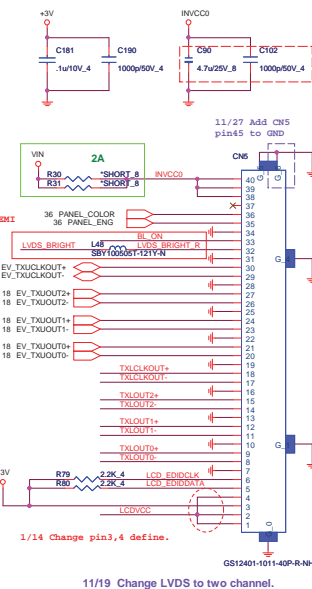 +3V
INVCC0
C181
C190
C90
C102
.1u/10V_4
1000p/50V_4
4.7u/25V_8
1000p/50V_4
11/27 Add CN5
pin45 to GND
2A
CN5
VIN
R30
*SHORT_8
INVCC0
R31
*SHORT_8
40
39
38
37
36 PANEL_COLOR
36
36 PANEL_ENG
35
EMI
34
BL_ON
33
LVDS_BRIGHT
L48
LVDS_BRIGHT_R
32
SBY100505T-121Y-N
31
EV_TXUCLKOUT+
30
EV_TXUCLKOUT-
29
28
18 EV_TXUOUT2+
27
18 EV_TXUOUT2-
26
25
18 EV_TXUOUT1+
24
18 EV_TXUOUT1-
23
22
18 EV_TXUOUT0+
21
18 EV_TXUOUT0-
20
19
TXLCLKOUT+
18
TXLCLKOUT-
17
16
TXLOUT2+
15
TXLOUT2-
14
13
TXLOUT1+
12
TXLOUT1-
11
10
TXLOUT0+
9
TXLOUT0-
8
7
3V
R79
2.2K_4
LCD_EDIDCLK
6
R80
2.2K_4
LCD_EDIDDATA
5
4
3
LCDVCC
2
1
G_0
1/14 Change pin3,4 define.
GS12401-1011-40P-R-NH
11/19 Change LVDS to two channel.